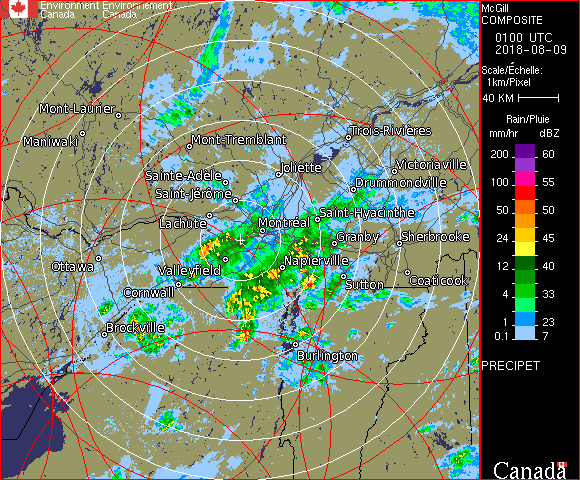 Environment Environnement
Canada Canada
McGill
COMPOSITE
0100 UTC
2018-08-09
Scale/Échelle:
1km/Pixel
40 KM
Rain/Pluie
mm/hr dBZ
200 60
150 57
100 55
50 50
24 45
12 40
4 33
1 23
0.1 7
PRECIPET
Canada
Mont-Laurier
Maniwaki
Mont-Tremblant
Trois-Rivières
Sainte-Adèle
Joliette
Victoriaville
Saint-Jérôme
Drummondville
Lachute
Montréal
Saint-Hyacinthe
Granby
Sherbrooke
Ottawa
Valleyfield
Napierville
Cornwall
Sutton
Coaticook
Brockville
Burlington